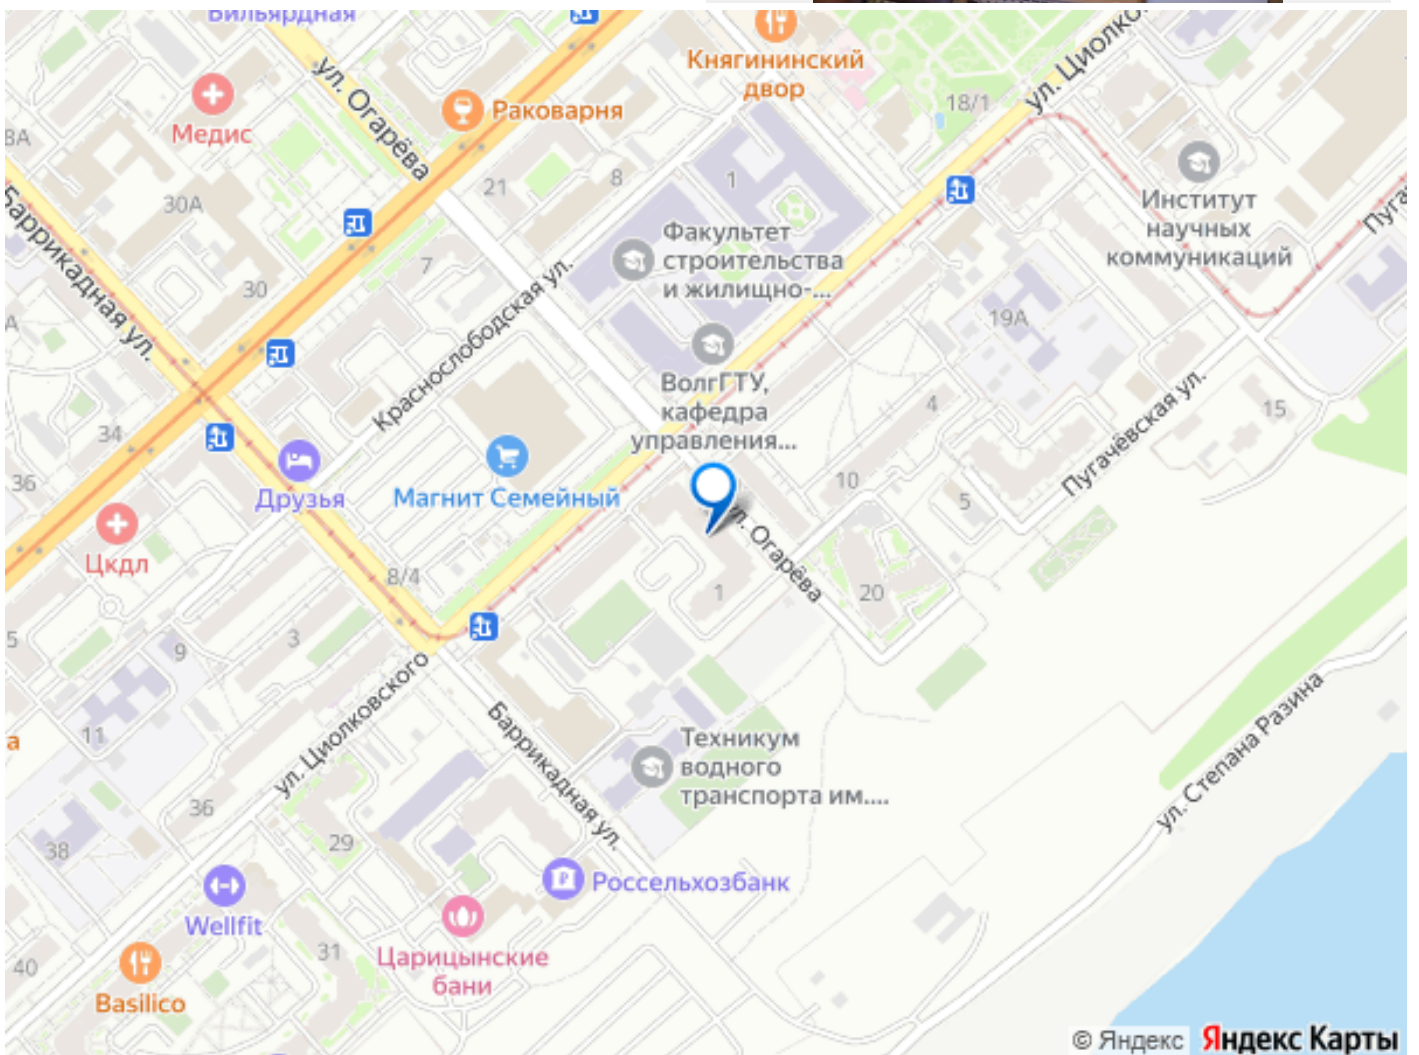 Бильярдная
ул. Огарёва
Медис
8А
Раковарня
Княгининский
двор
18/1
ул. Циолко
30А
21
8
1
Институт
научных
коммуникаций
Пуга
Баррикадная ул.
7
Факультет
строительства
и жилищно-...
30
А
Краснослободская ул.
19А
ВолгГТУ,
кафедра
управления...
4
15
Пугачёвская ул.
34
36
Друзья
Магнит Семейный
10
5
Цкдл
8/4
ул. Огарёва
1
20
5
9
3
ул. Циолковского
11
а
Баррикадная ул.
Техникум
водного
транспорта им....
ул. Степана Разина
36
38
29
Россельхозбанк
Wellfit
Царицынские
бани
31
40
Basilico
© Яндекс Яндекс Карты